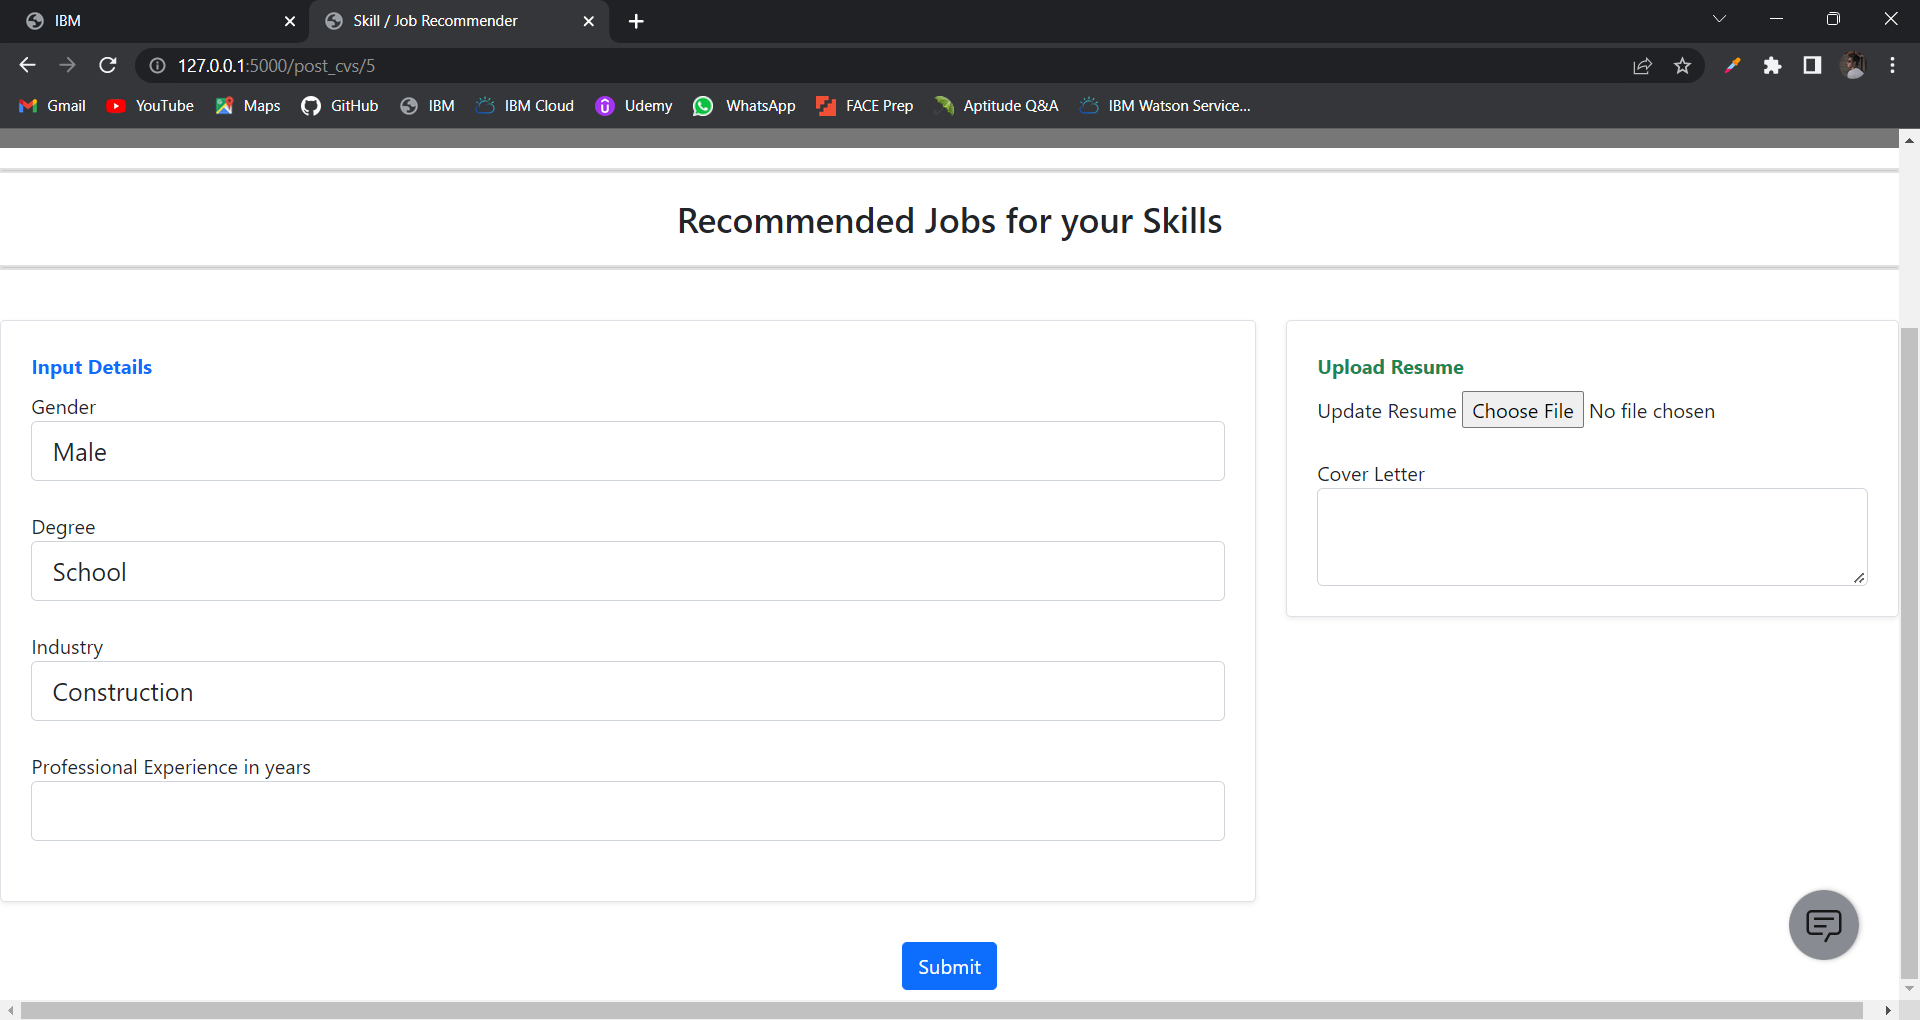 IBM
Skill / Job Recommender
127.0.0.1:5000/post_cvs/5
Gmail YouTube Maps GitHub IBM IBM Cloud Udemy WhatsApp FACE Prep Aptitude Q&A IBM Watson Service...
Recommended Jobs for your Skills
Input Details
Gender
Male
Degree
School
Industry
Construction
Professional Experience in years
Upload Resume
Update Resume Choose File No file chosen
Cover Letter
Submit